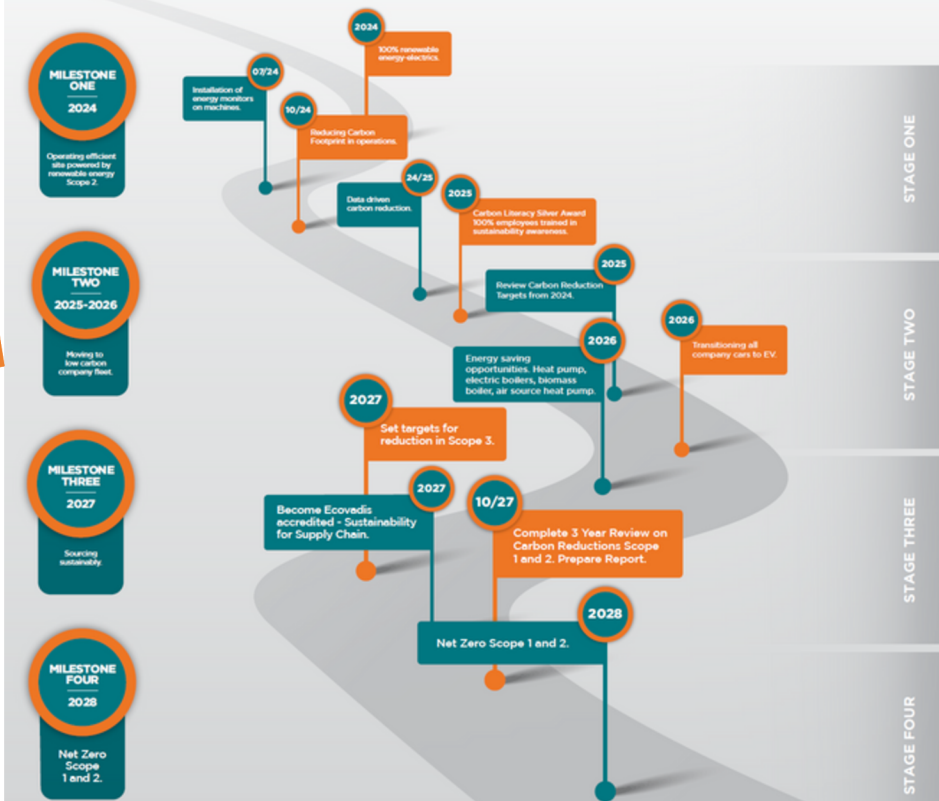 MILESTONE
ONE
2024
Operating efficient
site powered by
renewable energy
Scope 2.
MILESTONE
TWO
2025-2026
Moving to
low carbon
company fleet.
MILESTONE
THREE
2027
Sourcing
sustainably.
MILESTONE
FOUR
2028
Net Zero
Scope
1 and 2.
2024
100% renewable
energy-electrics.
07/24
Installation of
energy monitors
on machines.
10/24
Reducing Carbon
Footprint in operations.
24/25
Data driven
carbon reduction.
2025
Carbon Literacy Silver Award
100% employees trained in
sustainability awareness.
2025
Review Carbon Reduction
Targets from 2024.
2026
Transitioning all
company cars to EV.
2026
Energy saving
opportunities. Heat pump,
electric boilers, biomass
boiler, air source heat pump.
2027
Set targets for
reduction in Scope 3.
2027
Become Ecovadis
accredited - Sustainability
for Supply Chain.
10/27
Complete 3 Year Review on
Carbon Reductions Scope
1 and 2. Prepare Report.
2028
Net Zero Scope 1 and 2.
STAGE ONE
STAGE TWO
STAGE THREE
STAGE FOUR